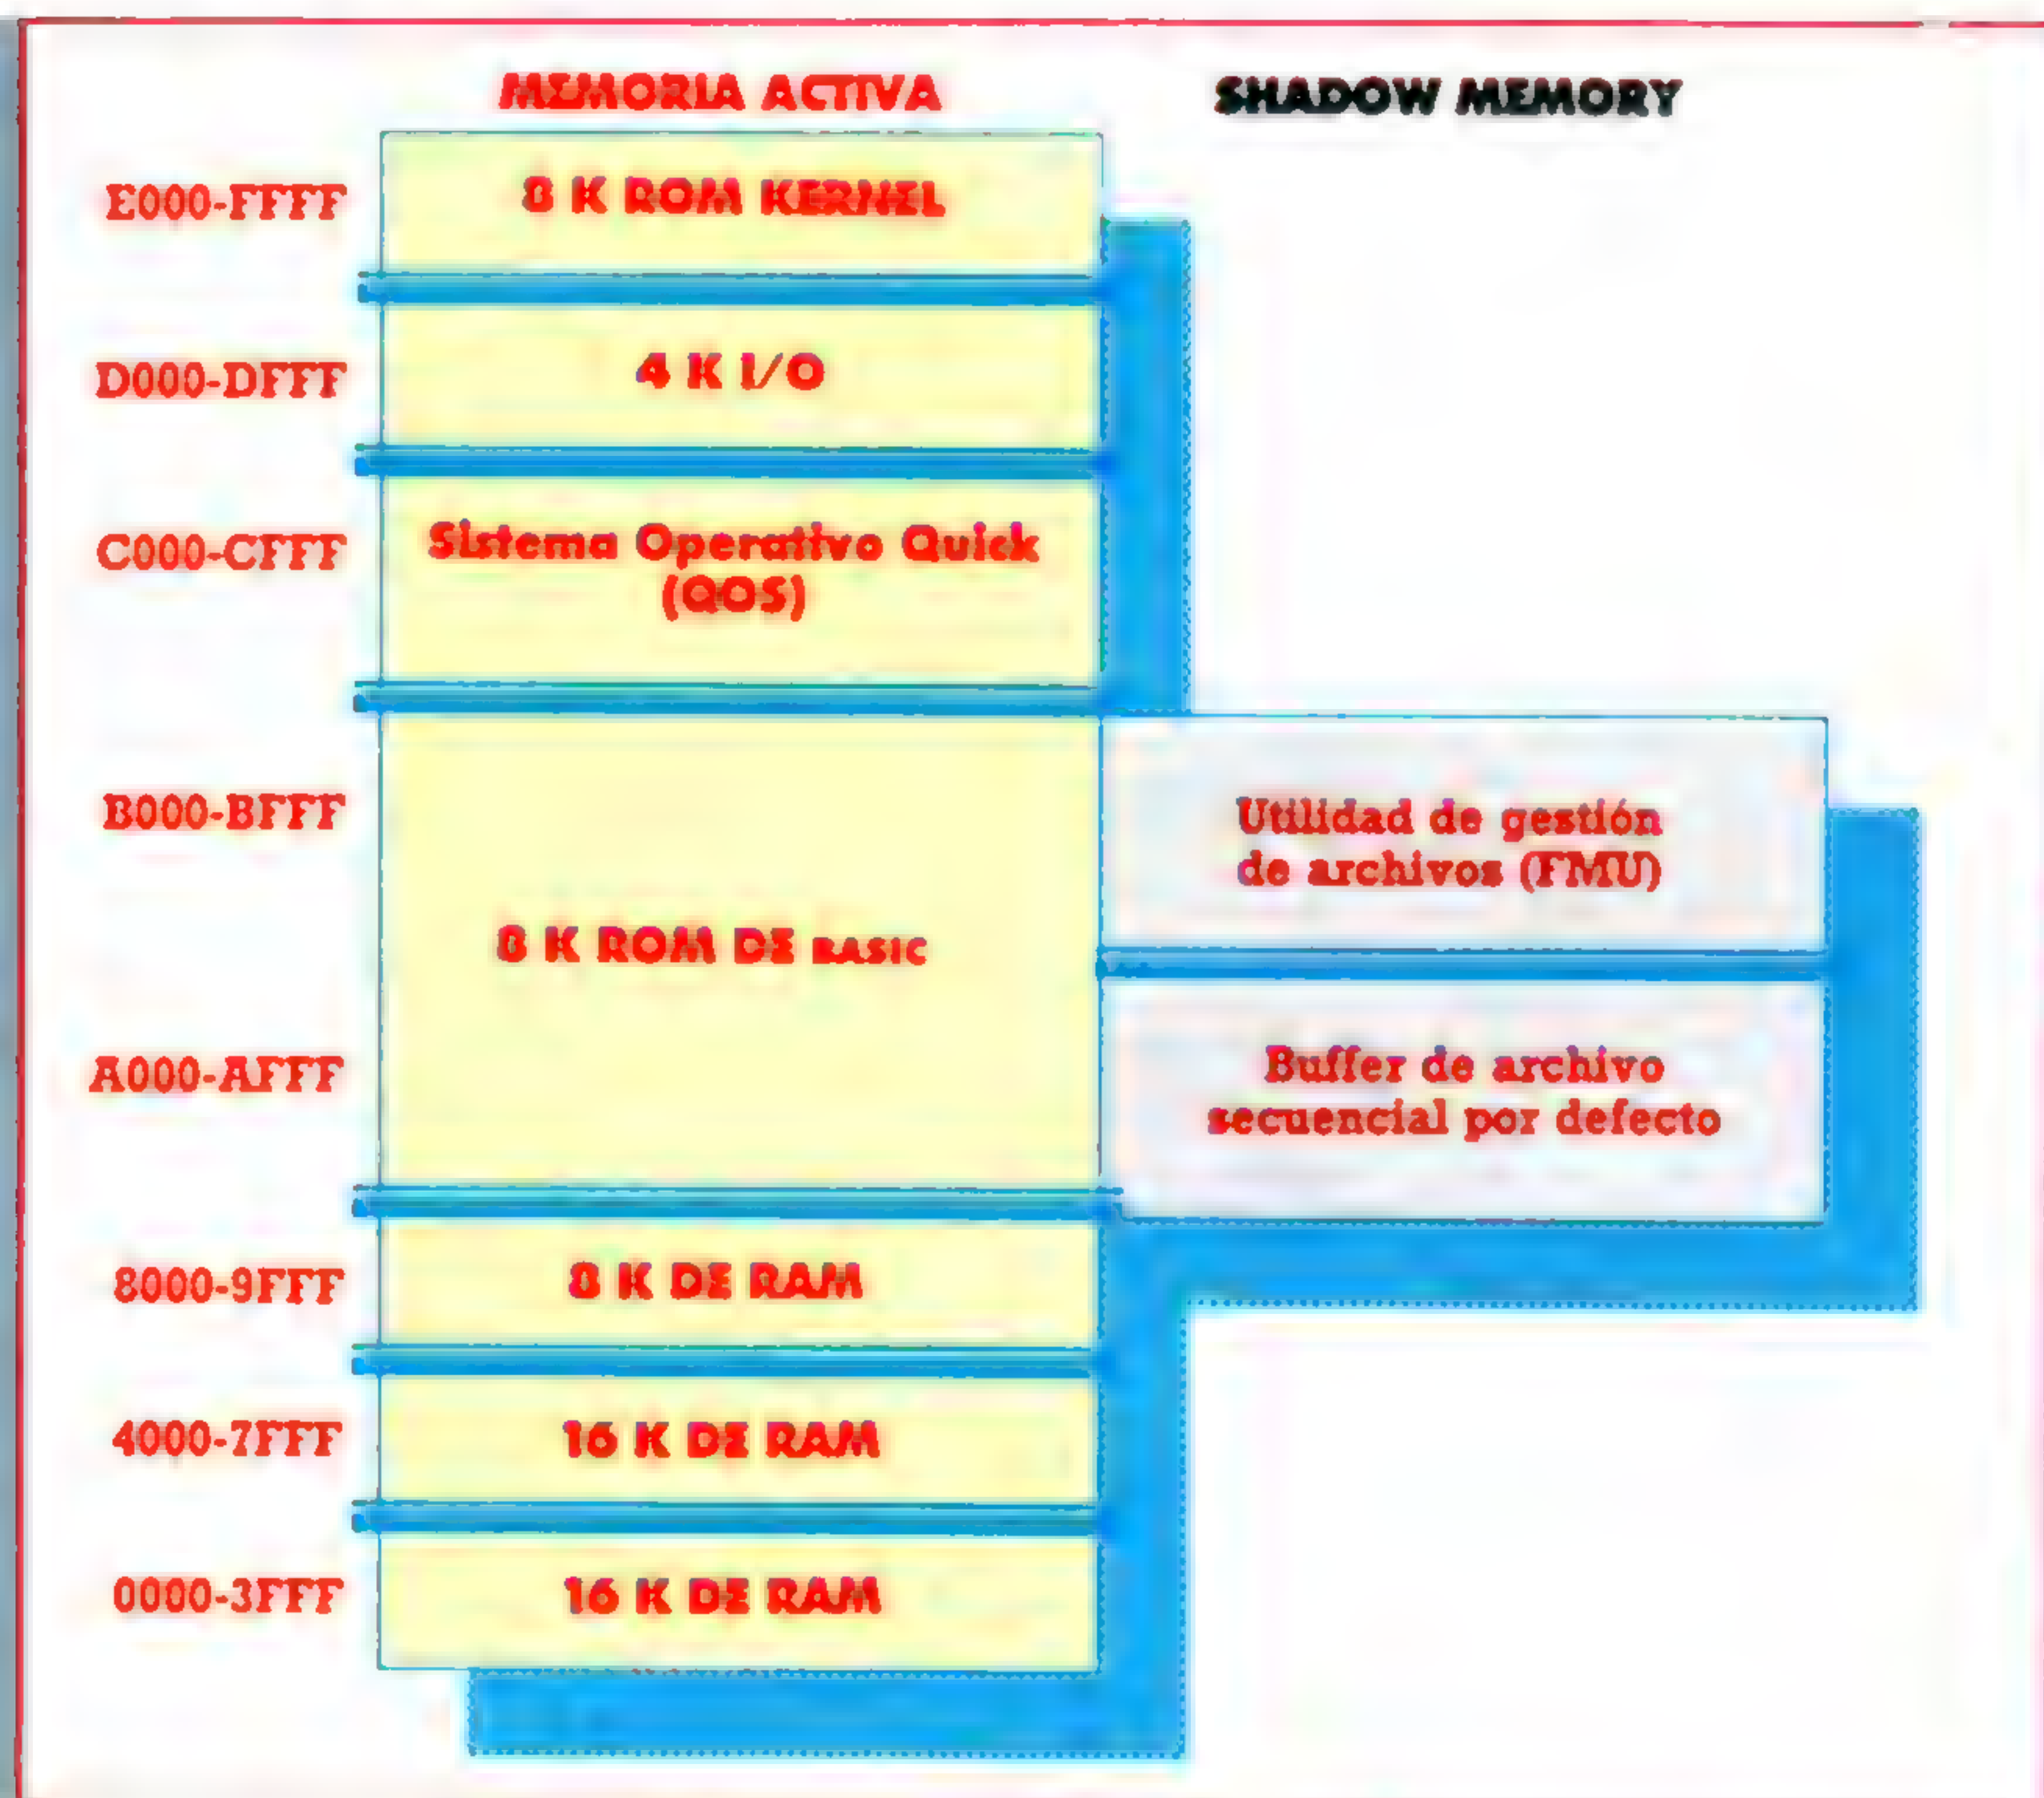 MEMORIA ACTIVA
SHADOW MEMORY
E000-FFFF
8 K ROM KERNEL
D000-DFFF
4 K I/O
C000-CFFF
Sistema Operativo Quick
(QOS)
B000-BFFF
Utilidad de gestión
de archivos (FMU)
8 K ROM DE BASIC
A000-AFFF
Buffer de archivo
secuencial por defecto
8000-9FFF
8 K DE RAM
4000-7FFF
16 K DE RAM
0000-3FFF
16 K DE RAM